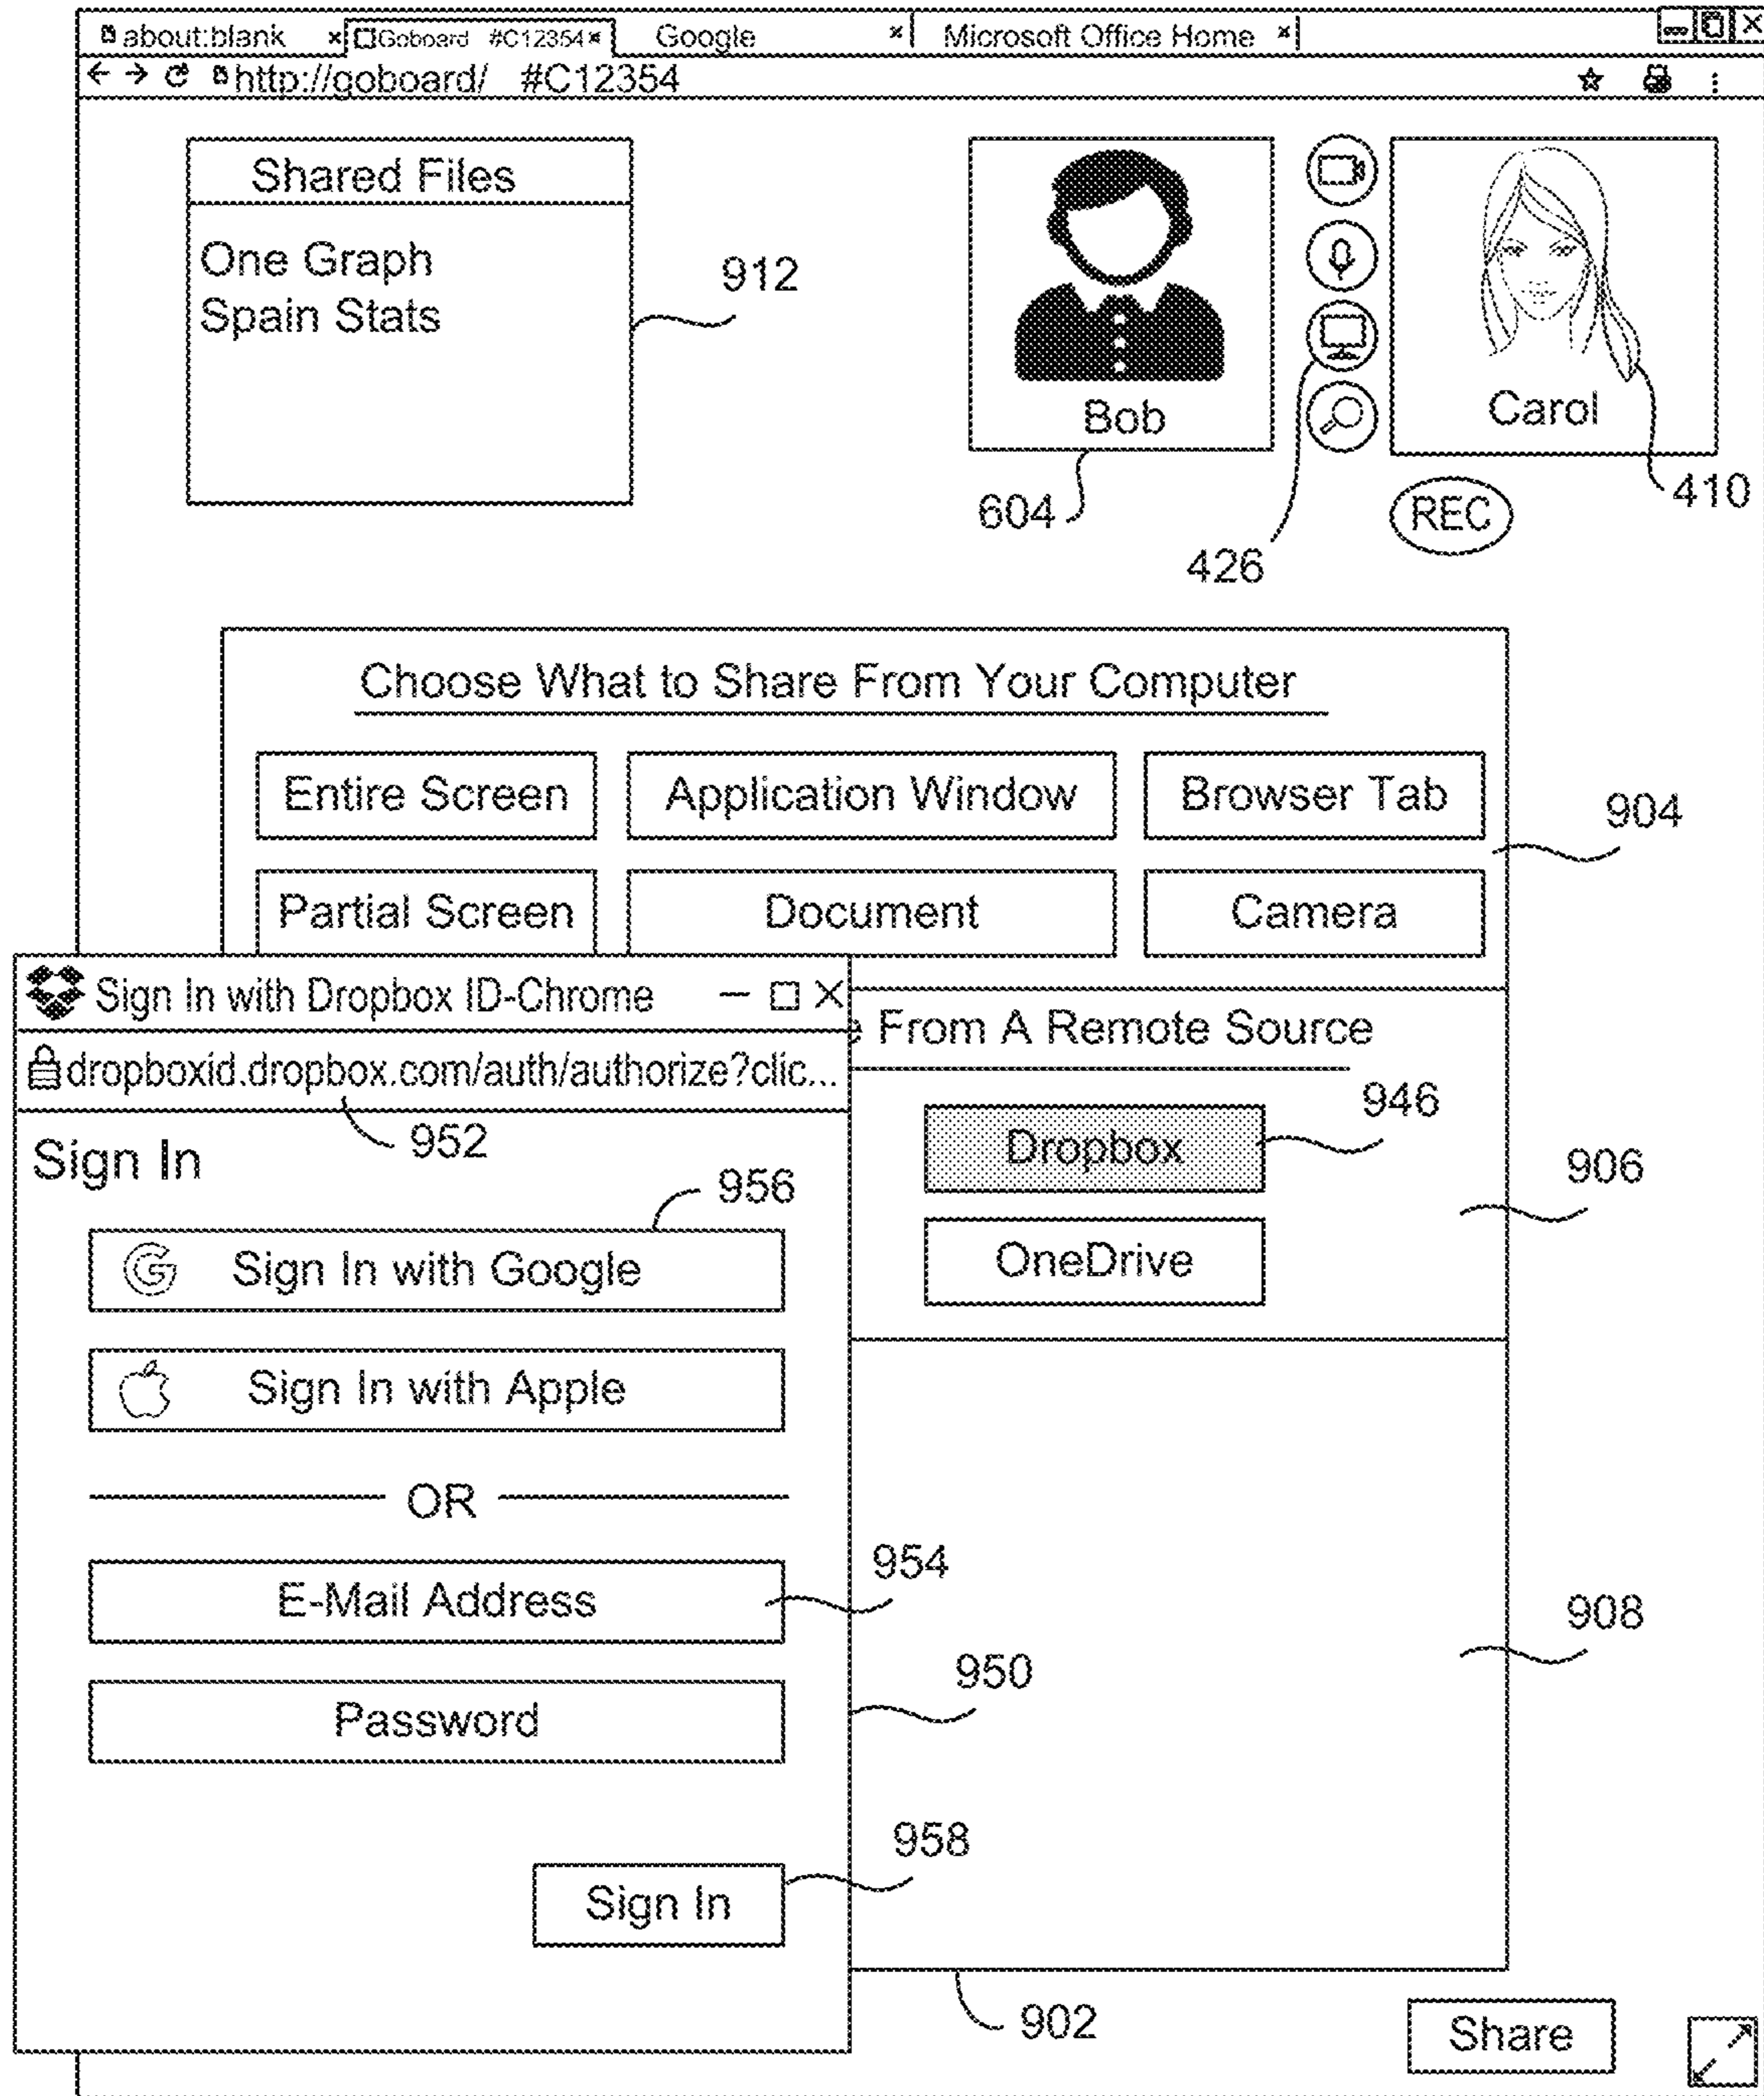 about:blank
Goboard #C12354
Google
Microsoft Office Home
http://goboard/ #C12354
Shared Files
One Graph
Spain Stats
912
Bob
604
426
Carol
410
REC
Choose What to Share From Your Computer
Entire Screen
Application Window
Browser Tab
904
Partial Screen
Document
Camera
Sign In with Dropbox ID-Chrome
e From A Remote Source
dropboxid.dropbox.com/auth/authorize?clic...
952
Sign In
956
Dropbox
946
906
Sign In with Google
OneDrive
Sign In with Apple
OR
E-Mail Address
954
908
Password
950
Sign In
958
902
Share